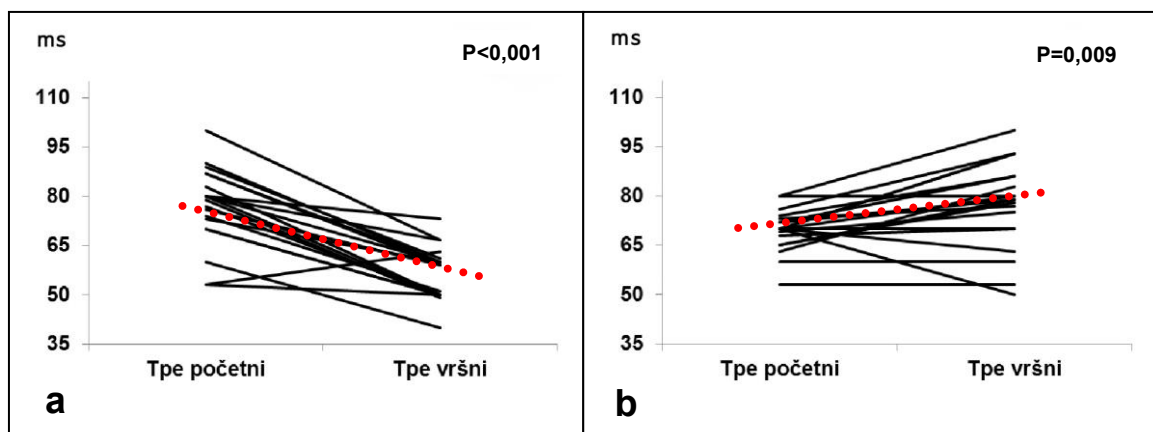 ms
P<0,001
110
95
80
65
50
35
Tpe početni
Tpe vršni
a
ms
P=0,009
110
95
80
65
50
35
Tpe početni
Tpe vršni
b